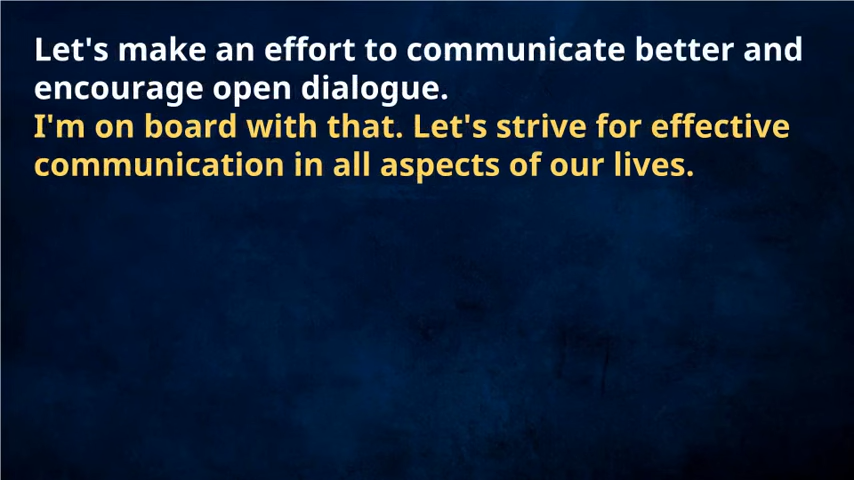 Let's make an effort to communicate better and
encourage open dialogue.
I'm on board with that. Let's strive for effective
communication in all aspects of our lives.